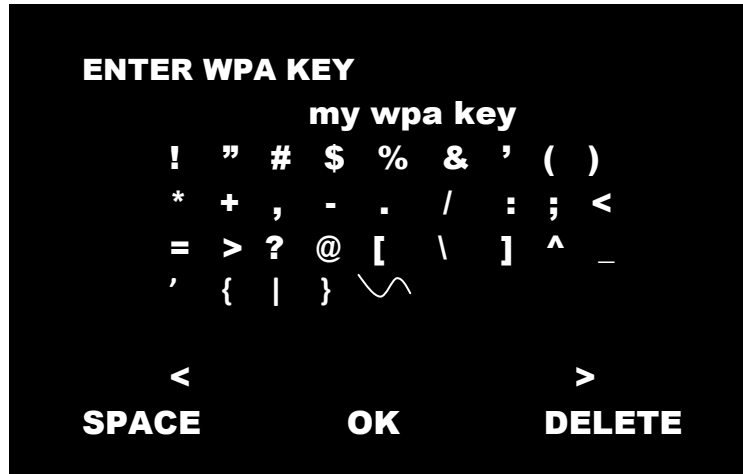 ENTER WPA KEY
my wpa key
! ” # $ % & ’ ( )
* + , - . / : ; <
= > ? @ [ \ ] ^ _
′ { | } ~
< >
SPACE OK DELETE